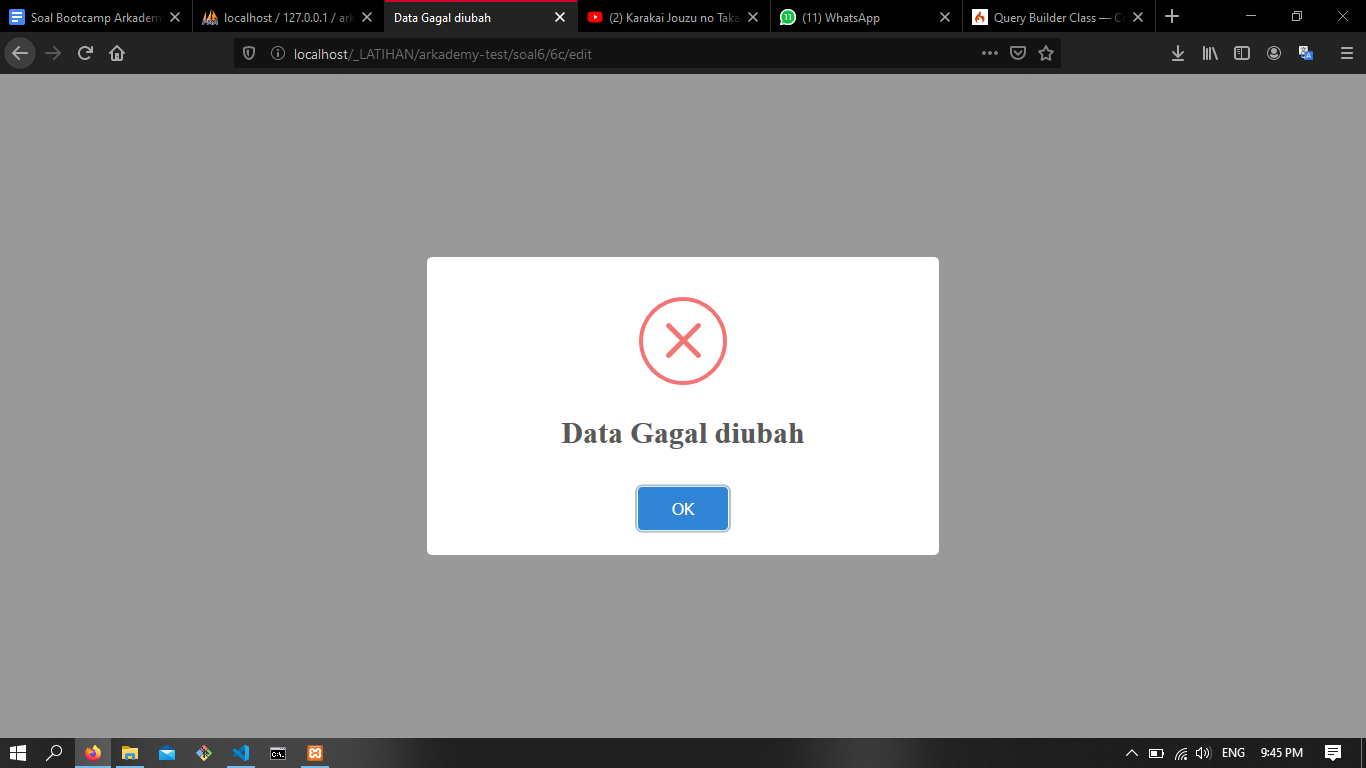 Soal Bootcamp Arkadem
localhost / 127.0.0.1 / ark
Data Gagal diubah
(2) Karakai Jouzu no Taka
11 (11) WhatsApp
Query Builder Class — Co
localhost/_LATIHAN/arkademy-test/soal6/6c/edit
Data Gagal diubah
OK
ENG
9:45 PM